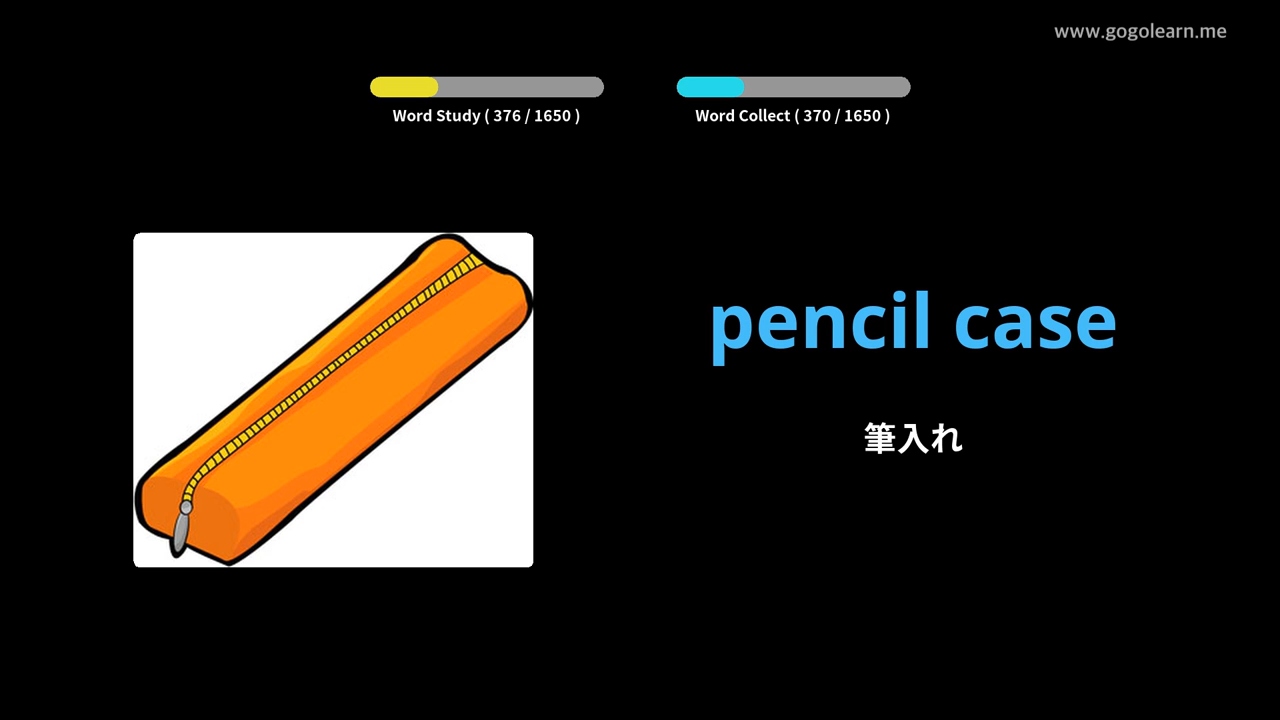 www.gogolearn.me
Word Study ( 376 / 1650 )
Word Collect ( 370 / 1650 )
pencil case
筆入れ